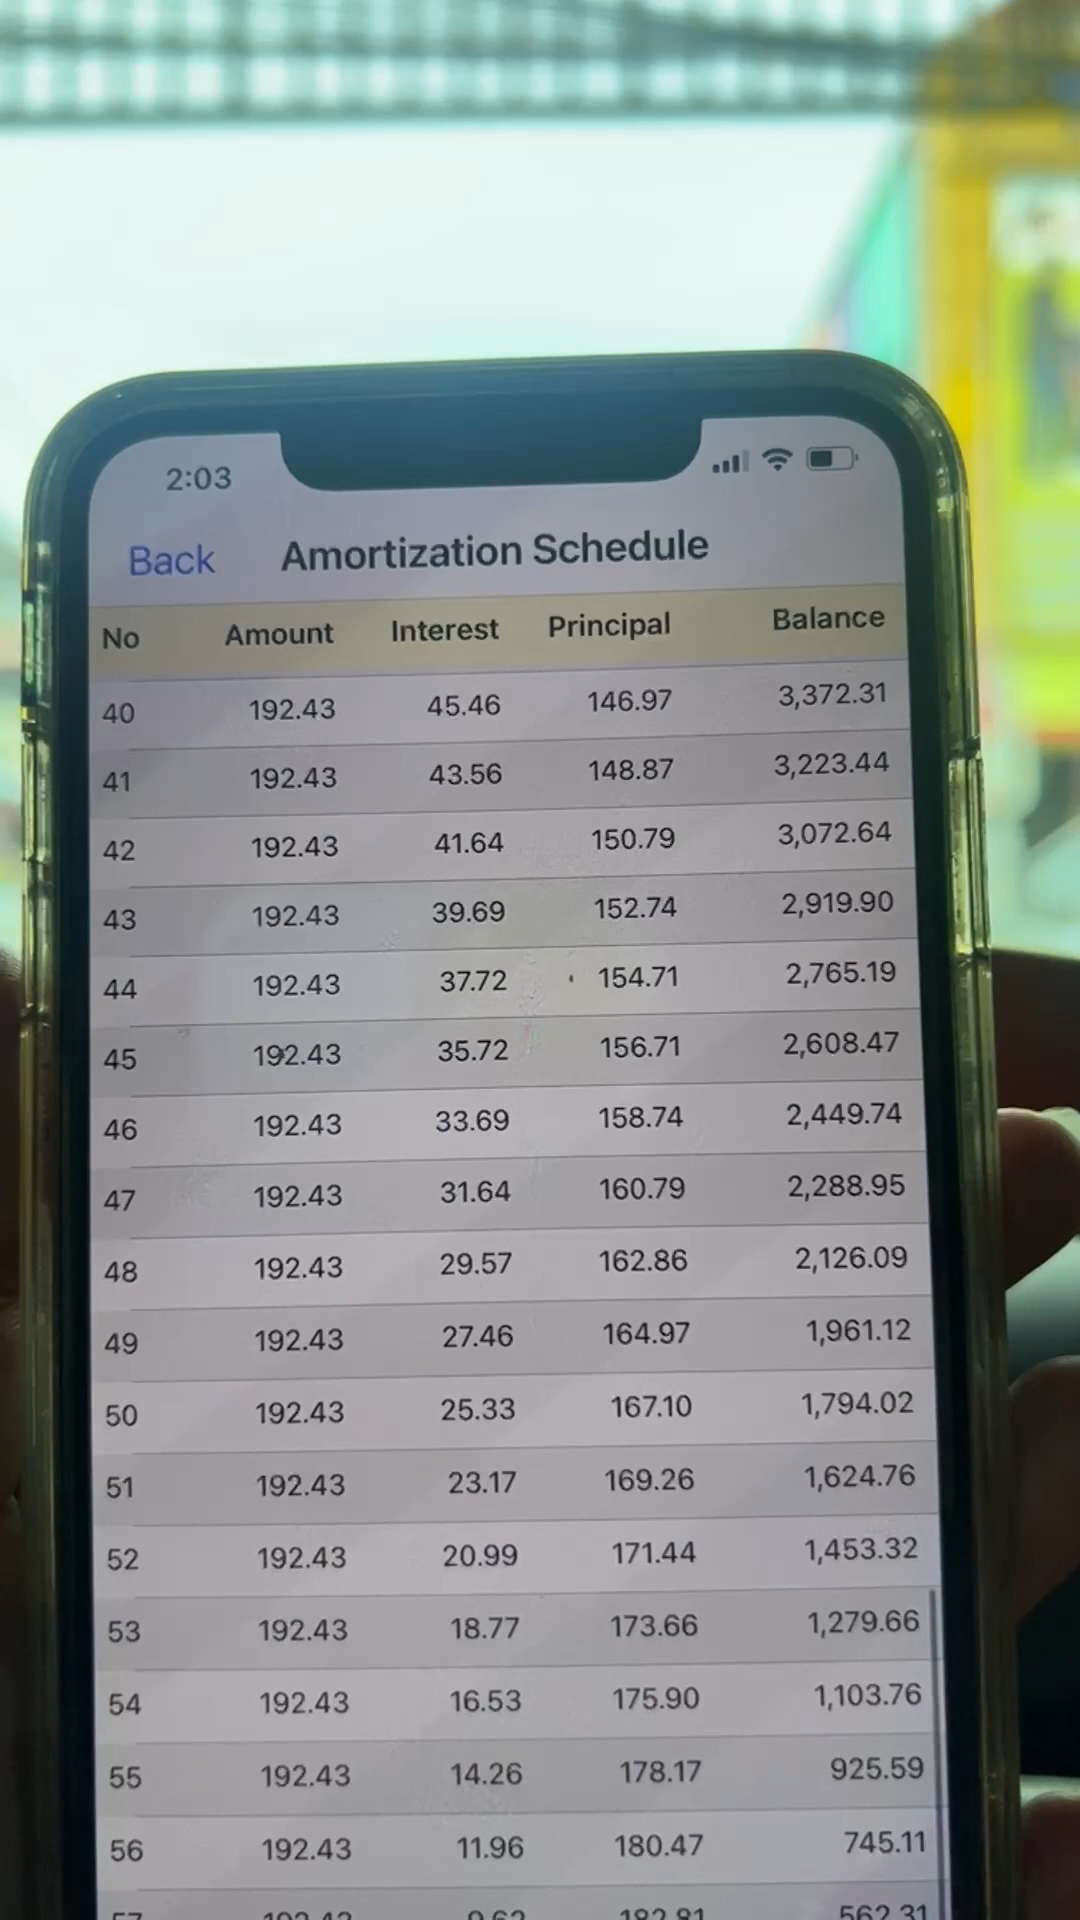 2:03
Back Amortization Schedule
No Amount Interest Principal Balance
40 192.43 45.46 146.97 3,372.31
41 192.43 43.56 148.87 3,223.44
42 192.43 41.64 150.79 3,072.64
43 192.43 39.69 152.74 2,919.90
44 192.43 37.72 154.71 2,765.19
45 192.43 35.72 156.71 2,608.47
46 192.43 33.69 158.74 2,449.74
47 192.43 31.64 160.79 2,288.95
48 192.43 29.57 162.86 2,126.09
49 192.43 27.46 164.97 1,961.12
50 192.43 25.33 167.10 1,794.02
51 192.43 23.17 169.26 1,624.76
52 192.43 20.99 171.44 1,453.32
53 192.43 18.77 173.66 1,279.66
54 192.43 16.53 175.90 1,103.76
55 192.43 14.26 178.17 925.59
56 192.43 11.96 180.47 745.11
57 192.43 9.62 182.81 562.31